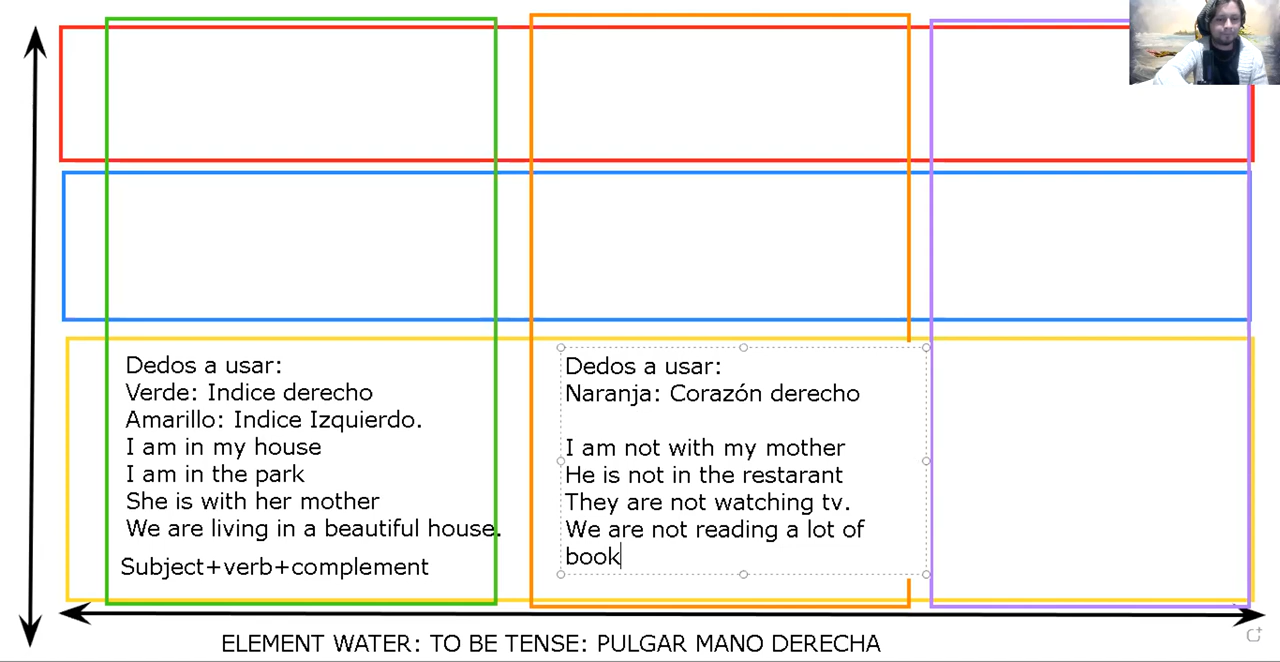 Dedos a usar:
Verde: Indice derecho
Amarillo: Indice Izquierdo.
I am in my house
I am in the park
She is with her mother
We are living in a beautiful house.
Subject+verb+complement
Dedos a usar:
Naranja: Corazón derecho
I am not with my mother
He is not in the restarant
They are not watching tv.
We are not reading a lot of
book
ELEMENT WATER: TO BE TENSE: PULGAR MANO DERECHA